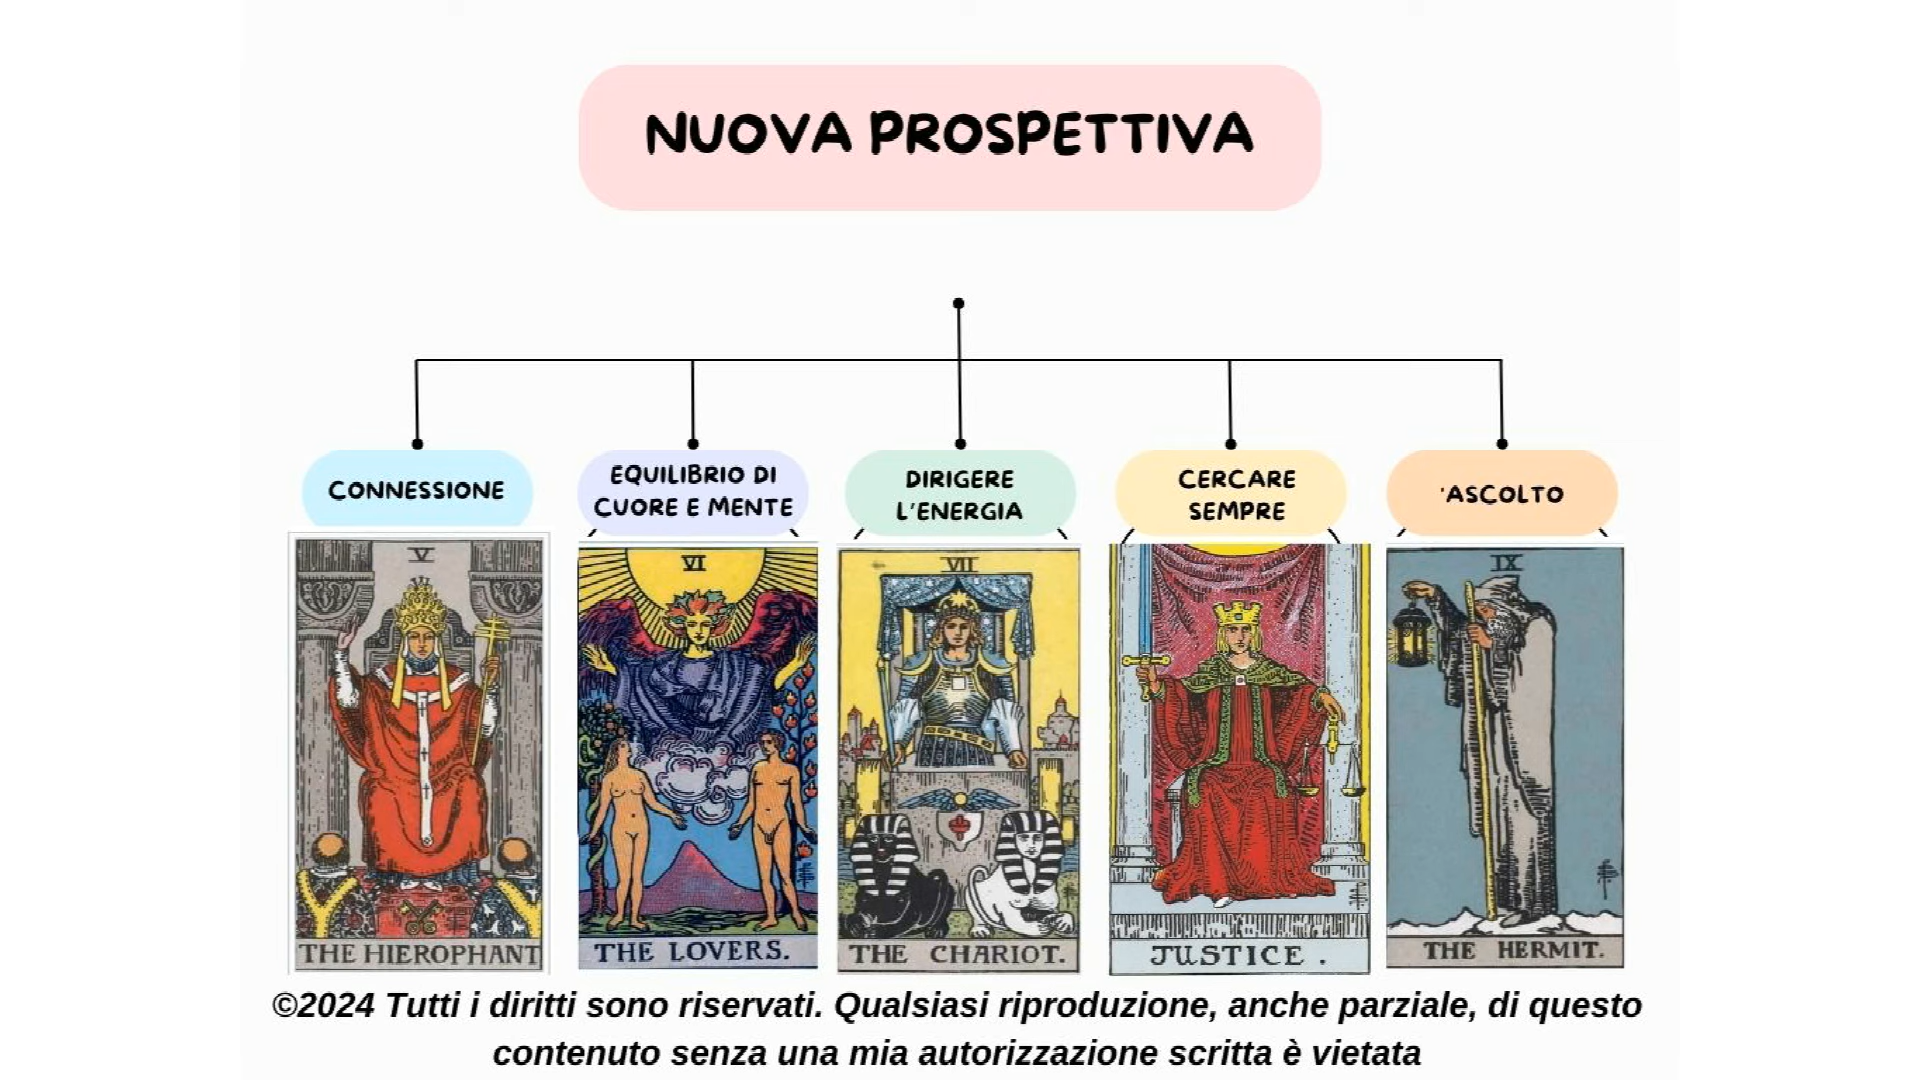 NUOVA PROSPETTIVA
CONNESSIONE
EQUILIBRIO DI
CUORE E MENTE
DIRIGERE
L'ENERGIA
CERCARE
SEMPRE
'ASCOLTO
V
VI
VII
IX
THE HIEROPHANT
THE LOVERS.
THE CHARIOT.
JUSTICE .
THE HERMIT.
©2024 Tutti i diritti sono riservati. Qualsiasi riproduzione, anche parziale, di questo
contenuto senza una mia autorizzazione scritta è vietata